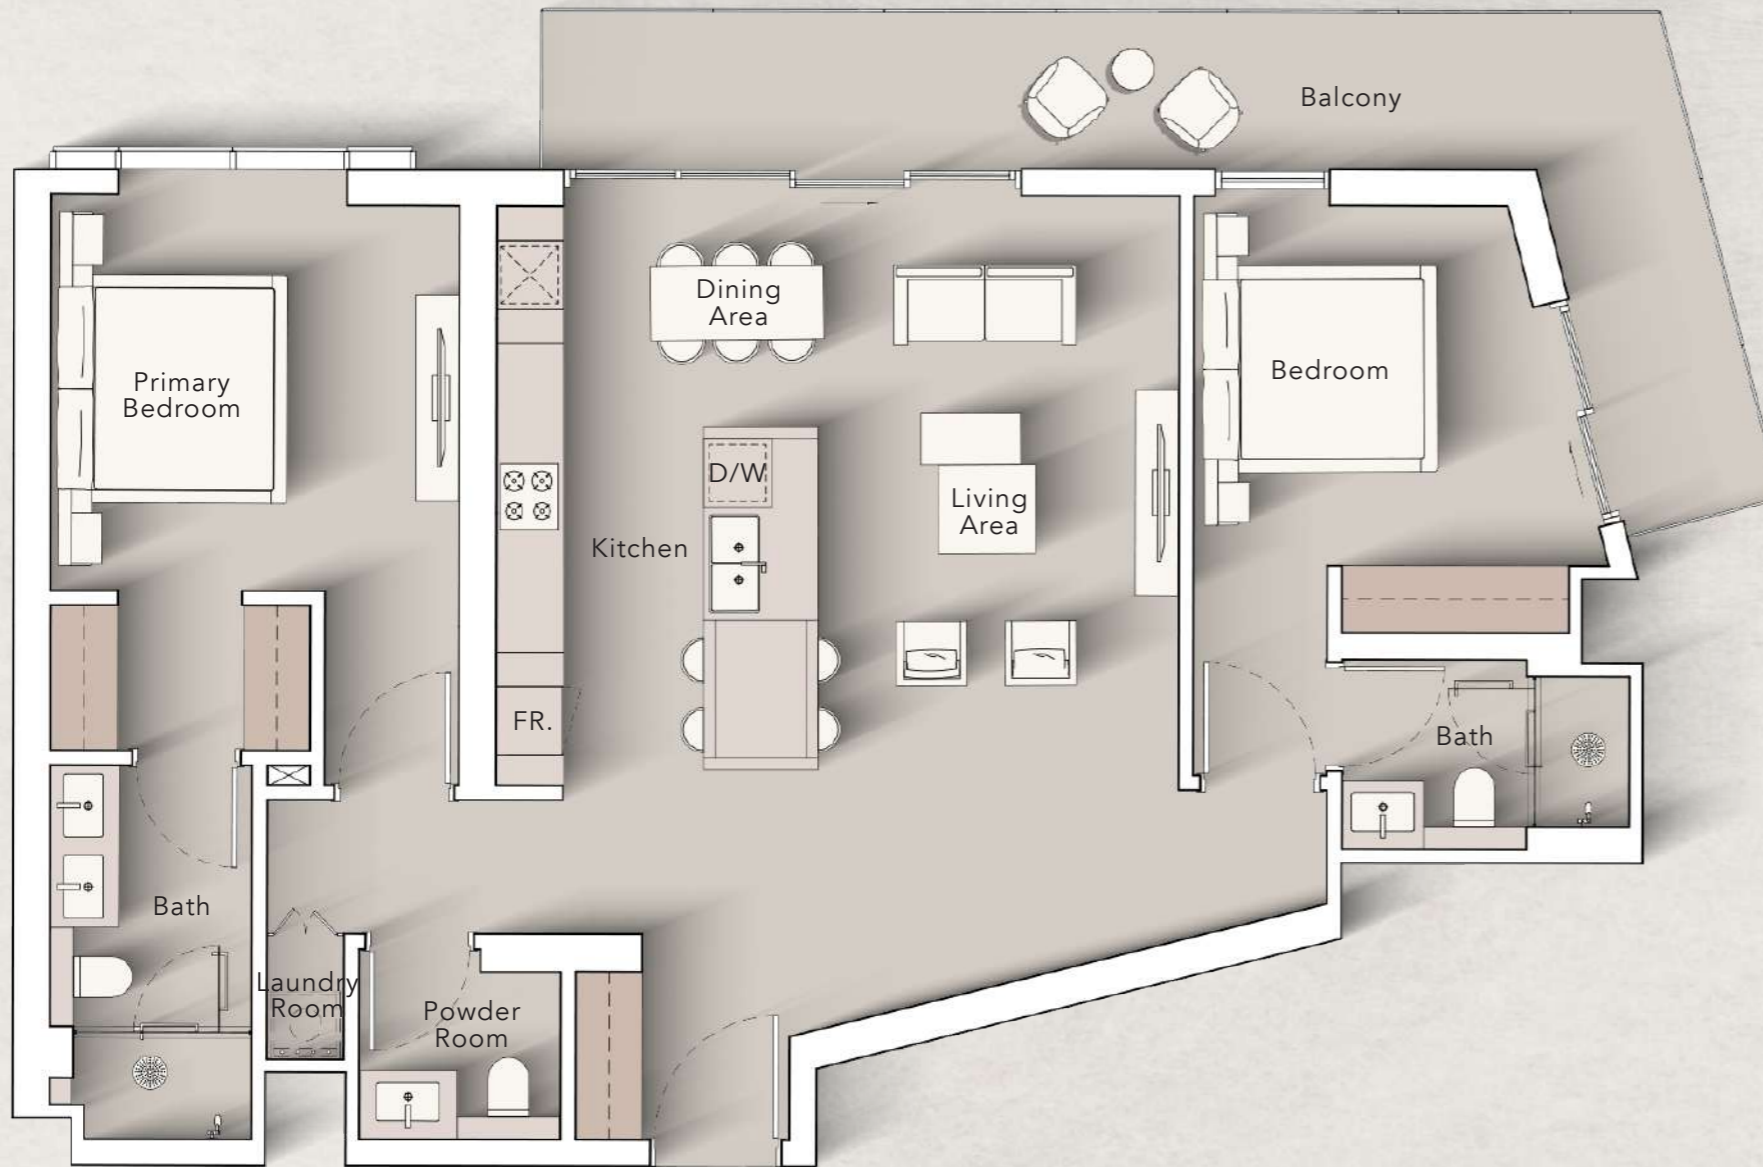 Balcony
Dining
Area
Primary
Bedroom
Bedroom
D/W
Living
Area
Kitchen
FR.
Bath
Bath
Laundry
Room
Powder
Room